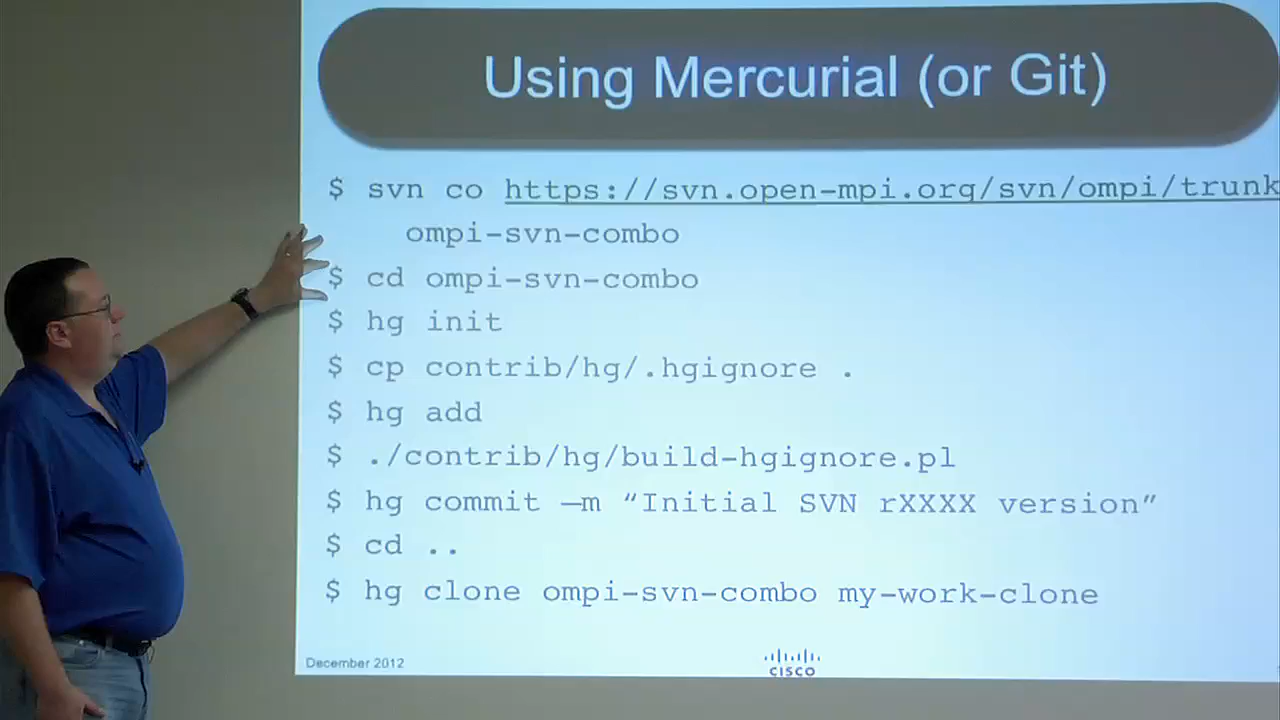 Using Mercurial (or Git)
$ svn co https://svn.open-mpi.org/svn/ompi/trunk
ompi-svn-combo
$ cd ompi-svn-combo
$ hg init
$ cp contrib/hg/.hgignore .
$ hg add
$ ./contrib/hg/build-hgignore.pl
$ hg commit –m “Initial SVN rXXXX version”
$ cd ..
$ hg clone ompi-svn-combo my-work-clone
December 2012
CISCO